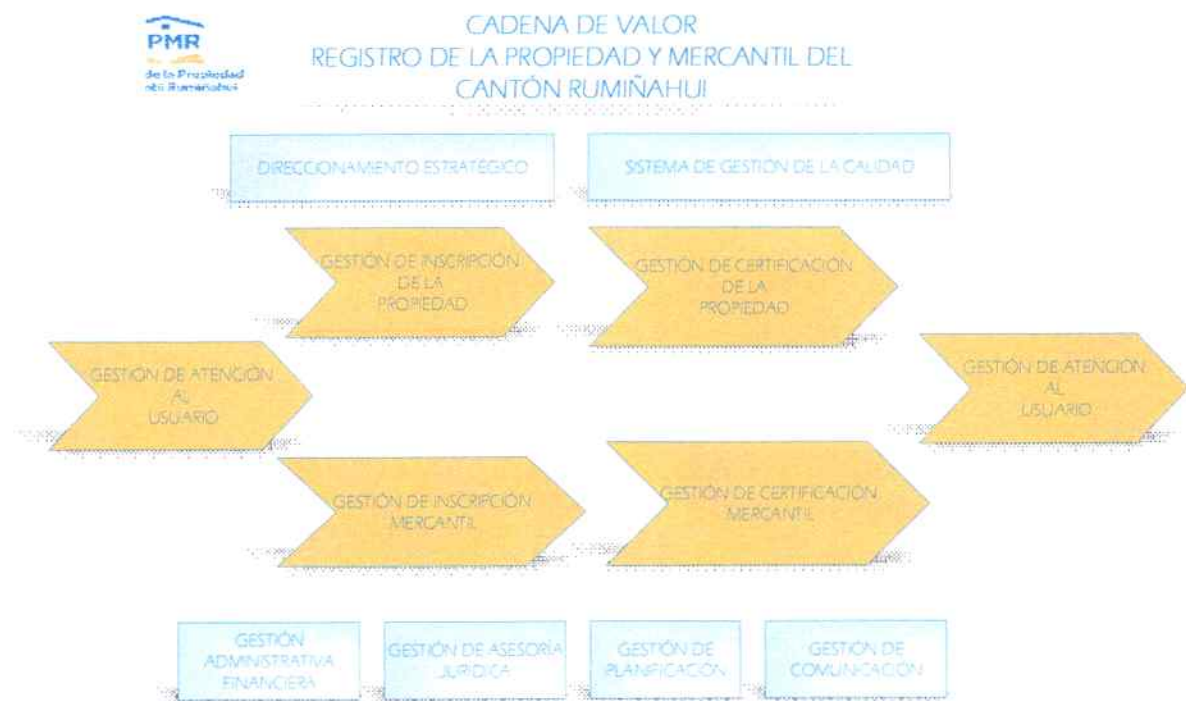 PMR
de la Propiedad
CADENA DE VALOR
REGISTRO DE LA PROPIEDAD Y MERCANTIL DEL
CANTÓN RUMIÑAHUI
DIRECCIONAMIENTO ESTRATÉGICO
SISTEMA DE GESTIÓN DE LA CALIDAD
GESTIÓN DE INSCRIPCIÓN
DE LA
PROPIEDAD
GESTIÓN DE CERTIFICACIÓN
DE LA
PROPIEDAD
GESTIÓN DE ATENCIÓN
AL
USUARIO
GESTIÓN DE ATENCIÓN
AL
USUARIO
GESTIÓN DE INSCRIPCIÓN
MERCANTIL
GESTIÓN DE CERTIFICACIÓN
MERCANTIL
GESTIÓN
ADMINISTRATIVA
FINANCIERA
GESTIÓN DE ASESORÍA
JURÍDICA
GESTIÓN DE
PLANIFICACIÓN
GESTIÓN DE
COMUNICACIÓN